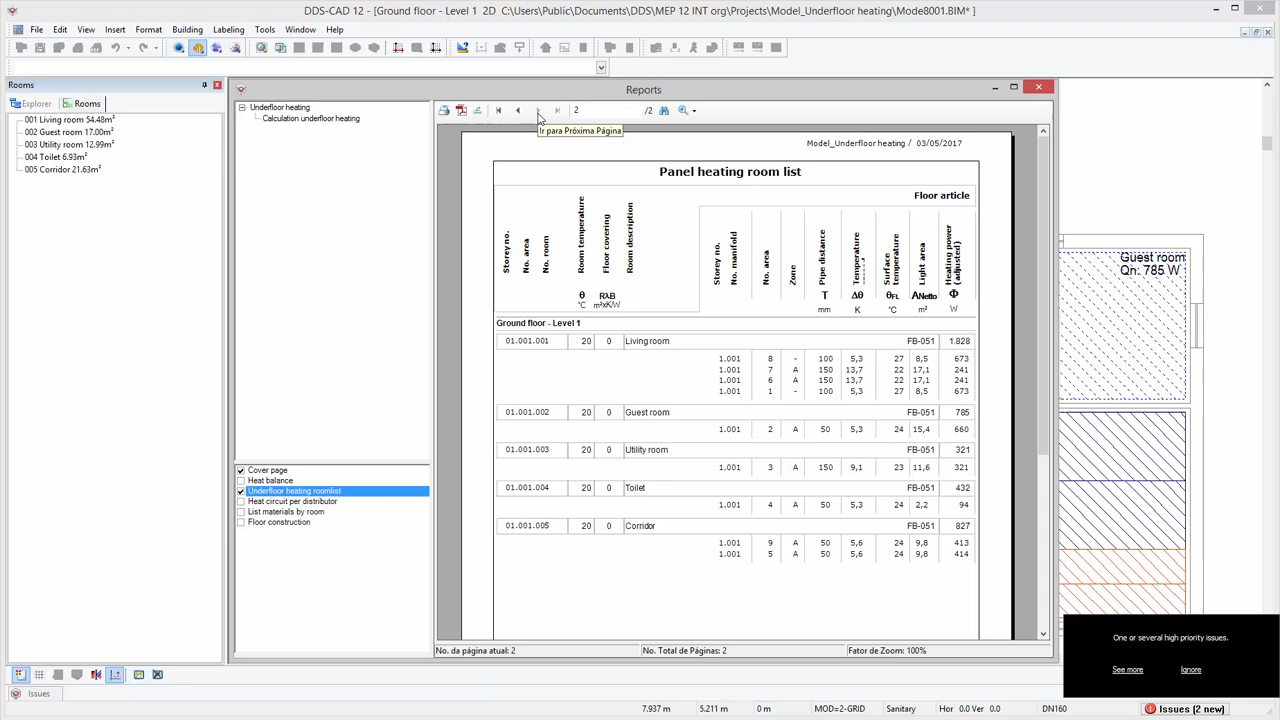 DDS-CAD 12 - [Ground floor - Level 1  2D  C:\Users\Public\Documents\DDS\MEP 12 INT org\Projects\Model_Underfloor heating\Mode8001.BIM* ]
File Edit View Insert Format Building Labeling Tools Window Help
Rooms
Explorer Rooms
001 Living room 54.48m²
002 Guest room 17.00m²
003 Utility room 12.99m²
004 Toilet 6.93m²
005 Corridor 21.63m²
Reports
Underfloor heating
Calculation underfloor heating
2 /2
Ir para Próxima Página
Model_Underfloor heating / 03/05/2017
Panel heating room list
Floor article
Storey no. No. area No. room Room temperature Floor covering Room description Storey no. No. manifold No. area Zone Pipe distance Temperature Surface temperature Light area Heating power (adjusted)
θ RλB T Δθ θFL ANetto Φ
°C m²xK/W mm K °C m² W
Ground floor - Level 1
01.001.001 20 0 Living room FB-051 1.828
1.001 8 - 100 5,3 27 8,5 673
1.001 7 A 150 13,7 22 17,1 241
1.001 6 A 150 13,7 22 17,1 241
1.001 1 - 100 5,3 27 8,5 673
01.001.002 20 0 Guest room FB-051 785
1.001 2 A 50 5,3 24 15,4 660
01.001.003 20 0 Utility room FB-051 321
1.001 3 A 150 9,1 23 11,6 321
01.001.004 20 0 Toilet FB-051 432
1.001 4 A 50 5,3 24 2,2 94
01.001.005 20 0 Corridor FB-051 827
1.001 9 A 50 5,6 24 9,8 413
1.001 5 A 50 5,6 24 9,8 414
Cover page
Heat balance
Underfloor heating roomlist
Heat circuit per distributor
List materials by room
Floor construction
No. da página atual: 2 No. Total de Páginas: 2 Fator de Zoom: 100%
Guest room
Qn: 785 W
One or several high priority issues.
See more Ignore
Issues
7.937 m 5.211 m 0 m MOD=2-GRID Sanitary Hor 0.0 Ver 0.0 DN160 Issues (2 new)